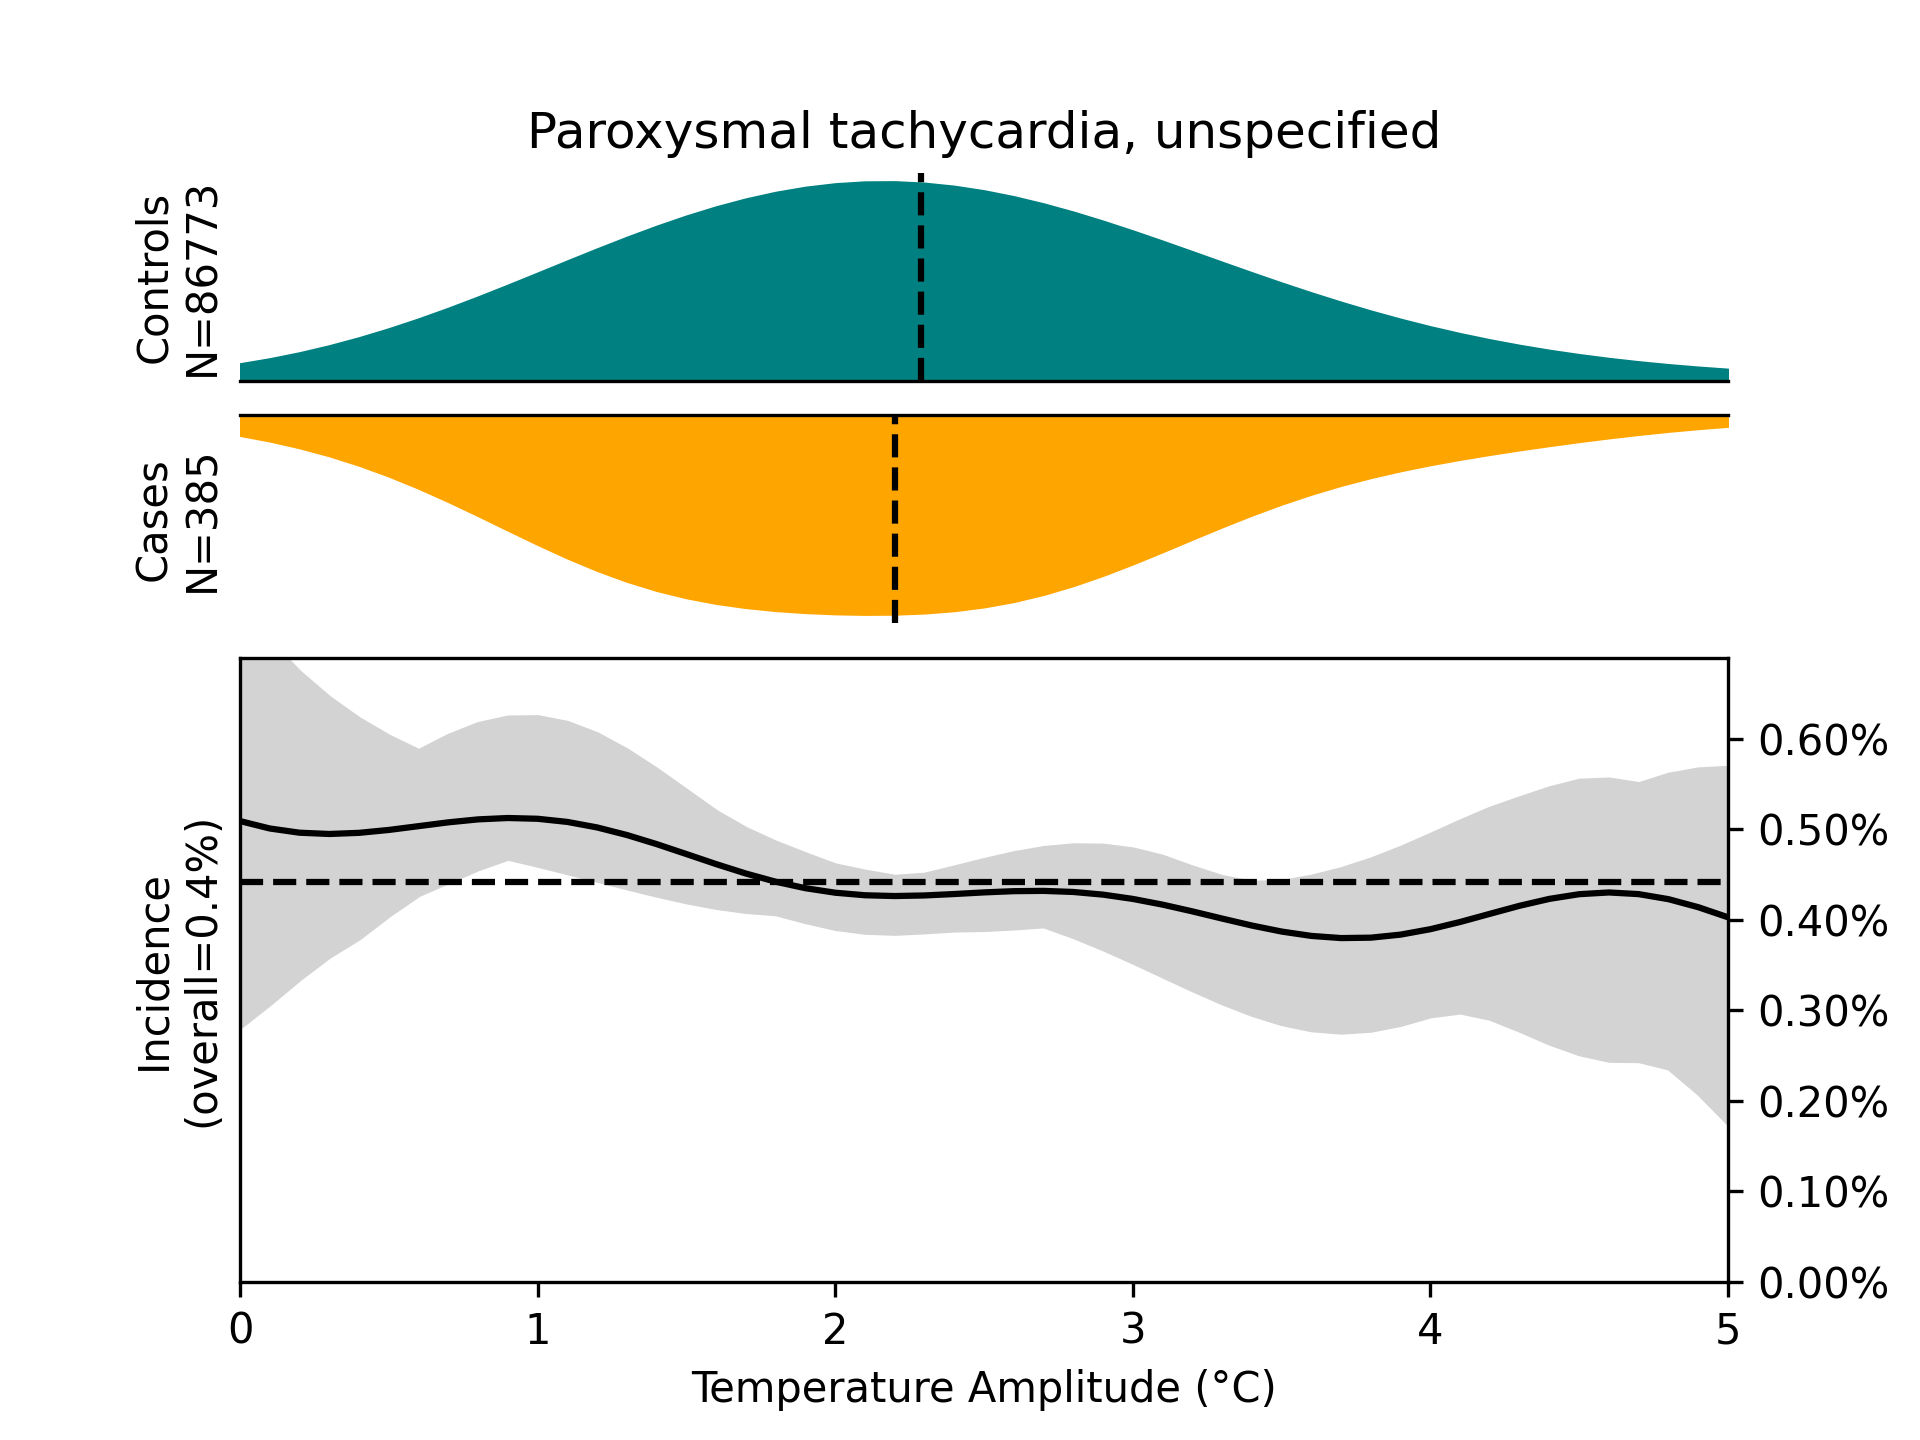 Paroxysmal tachycardia, unspecified
Controls
N=86773
Cases
N=385
Incidence
(overall=0.4%)
0.60%
0.50%
0.40%
0.30%
0.20%
0.10%
0.00%
0 1 2 3 4 5
Temperature Amplitude (°C)